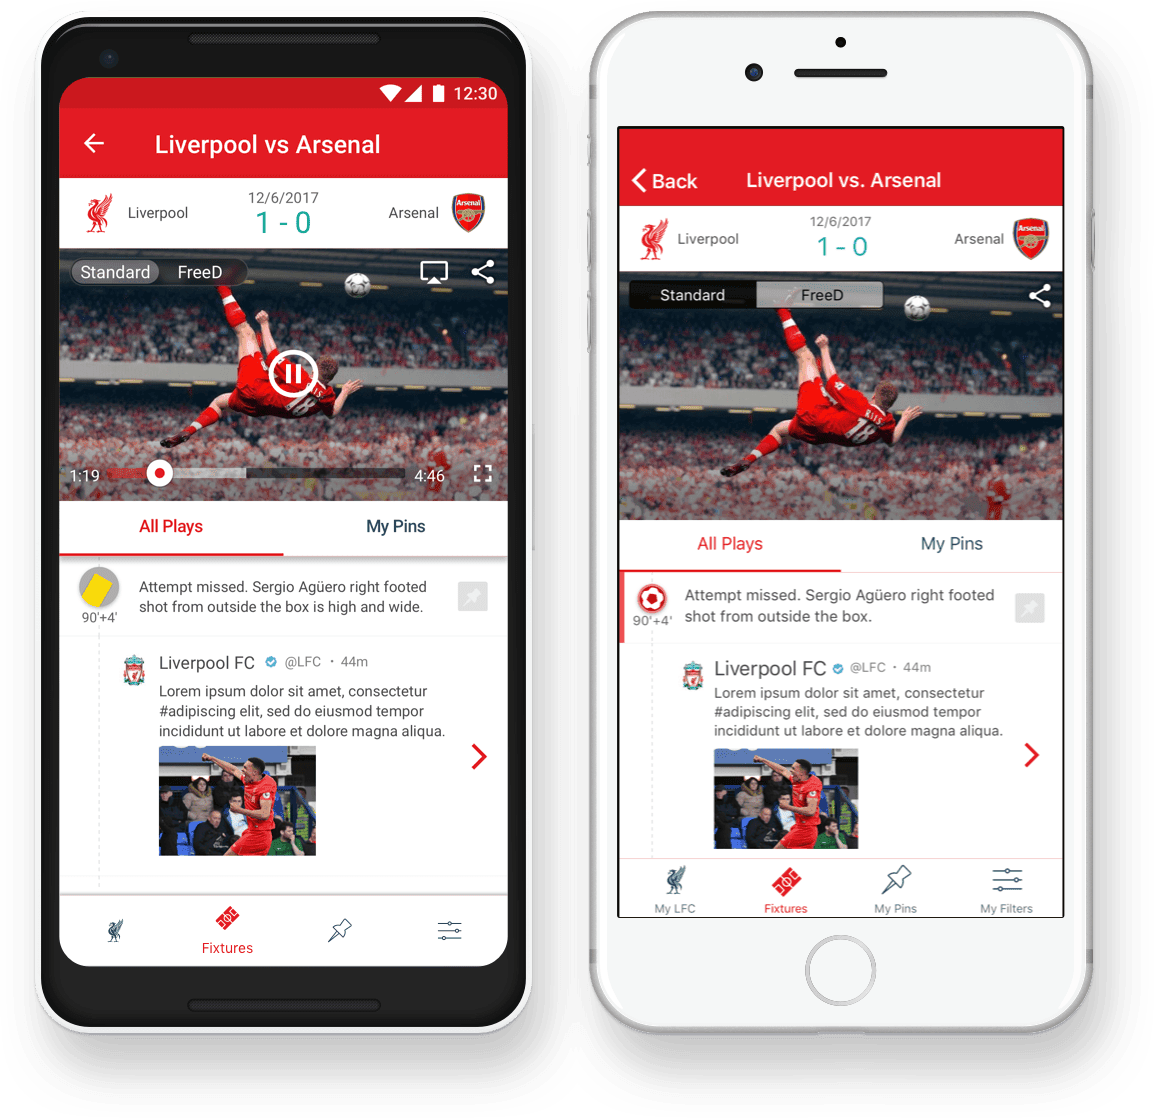 12:30
Liverpool vs Arsenal
12/6/2017
Liverpool
1 - 0
Arsenal
Arsenal
Standard
FreeD
18
1:19
4:46
All Plays
My Pins
Attempt missed. Sergio Agüero right footed
shot from outside the box is high and wide.
90'+4'
Liverpool FC @LFC · 44m
Lorem ipsum dolor sit amet, consectetur
#adipiscing elit, sed do eiusmod tempor
incididunt ut labore et dolore magna aliqua.
Fixtures
Back
Liverpool vs. Arsenal
12/6/2017
Liverpool
1 - 0
Arsenal
Arsenal
Standard
FreeD
RIIS
18
All Plays
My Pins
Attempt missed. Sergio Agüero right footed
shot from outside the box.
90'+4'
Liverpool FC @LFC · 44m
Lorem ipsum dolor sit amet, consectetur
#adipiscing elit, sed do eiusmod tempor
incididunt ut labore et dolore magna aliqua.
My LFC
Fixtures
My Pins
My Filters